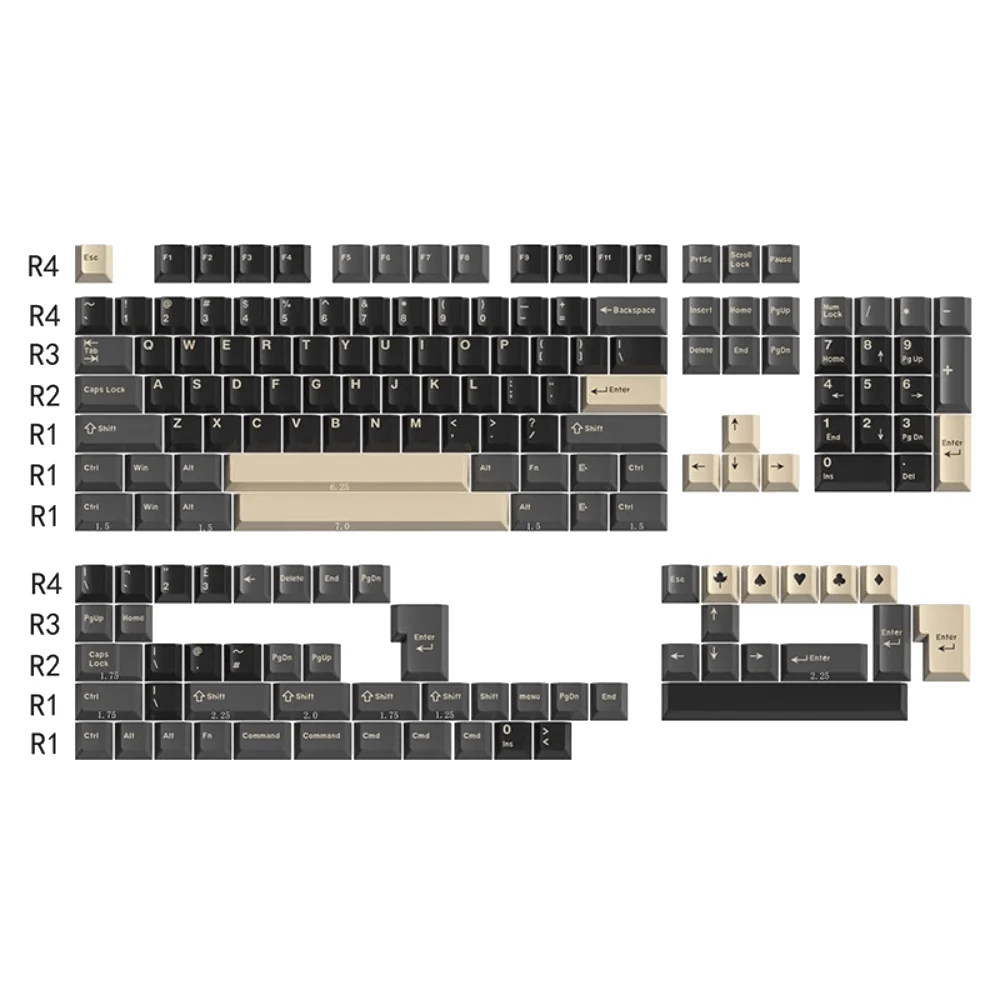 R4 Esc F1 F2 F3 F4 F5 F6 F7 F8 F9 F10 F11 F12 PrtSc Scroll Lock Pause
R4 ~ ` ! 1 @ 2 # 3 $ 4 % 5 ^ 6 & 7 * 8 ( 9 ) 0 _ - + = ←Backspace Insert Home PgUp Num Lock / * -
R3 Tab Q W E R T Y U I O P { [ } ] | \ Delete End PgDn 7 Home 8 ↑ 9 Pg Up +
R2 Caps Lock A S D F G H J K L : ; " ' Enter 4 ← 5 6 →
R1 Shift Z X C V B N M < , > . ? / Shift ↑ 1 End 2 ↓ 3 Pg Dn Enter
R1 Ctrl Win Alt 6.25 Alt Fn Ctrl ← ↓ → 0 Ins . Del
R1 Ctrl 1.5 Win Alt 1.5 7.0 Alt 1.5 Ctrl 1.5
R4 | \ ¬ " 2 £ 3 ← Delete End PgDn Esc
R3 PgUp Home Enter ↑ Enter Enter
R2 Caps Lock 1.75 | \ @ ' ~ # PgDn PgUp ← ↓ → Enter 2.25
R1 Ctrl 1.75 | \ Shift 2.25 Shift 2.0 Shift 1.75 Shift 1.25 Shift menu PgDn End
R1 Ctrl Alt Alt Fn Command Command Cmd Cmd Cmd 0 Ins > <